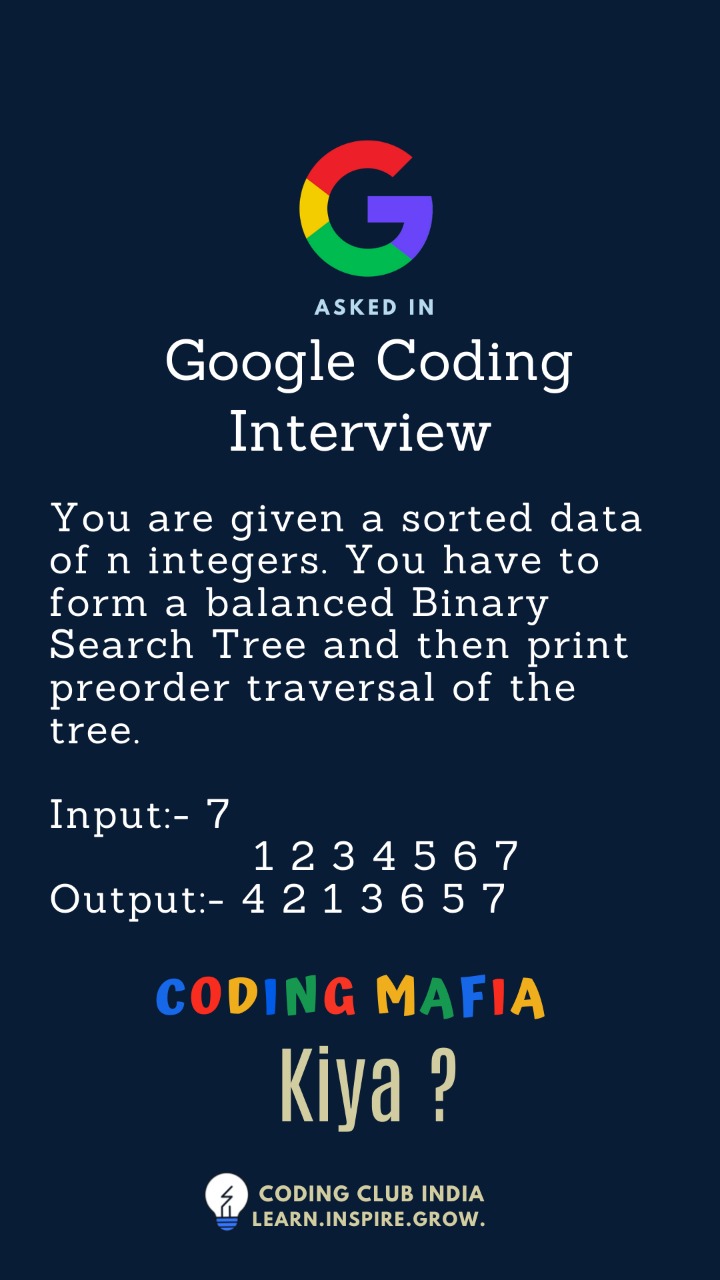 ASKED IN
Google Coding
Interview
You are given a sorted data
of n integers. You have to
form a balanced Binary
Search Tree and then print
preorder traversal of the
tree.
Input:- 7
1 2 3 4 5 6 7
Output:- 4 2 1 3 6 5 7
CODING MAFIA
Kiya ?
CODING CLUB INDIA
LEARN.INSPIRE.GROW.